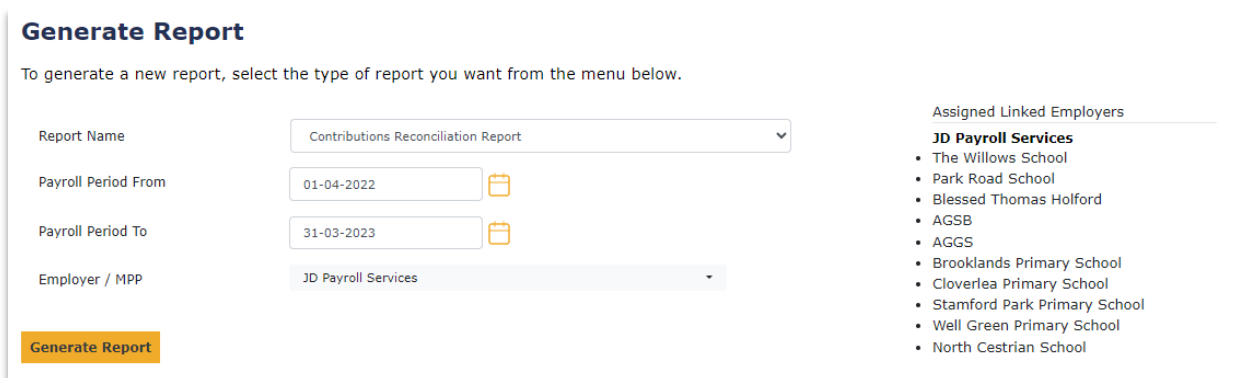 Generate Report
To generate a new report, select the type of report you want from the menu below.
Report Name
Contributions Reconciliation Report
Payroll Period From
01-04-2022
Payroll Period To
31-03-2023
Employer / MPP
JD Payroll Services
Generate Report
Assigned Linked Employers
JD Payroll Services
• The Willows School
• Park Road School
• Blessed Thomas Holford
• AGSB
• AGGS
• Brooklands Primary School
• Cloverlea Primary School
• Stamford Park Primary School
• Well Green Primary School
• North Cestrian School